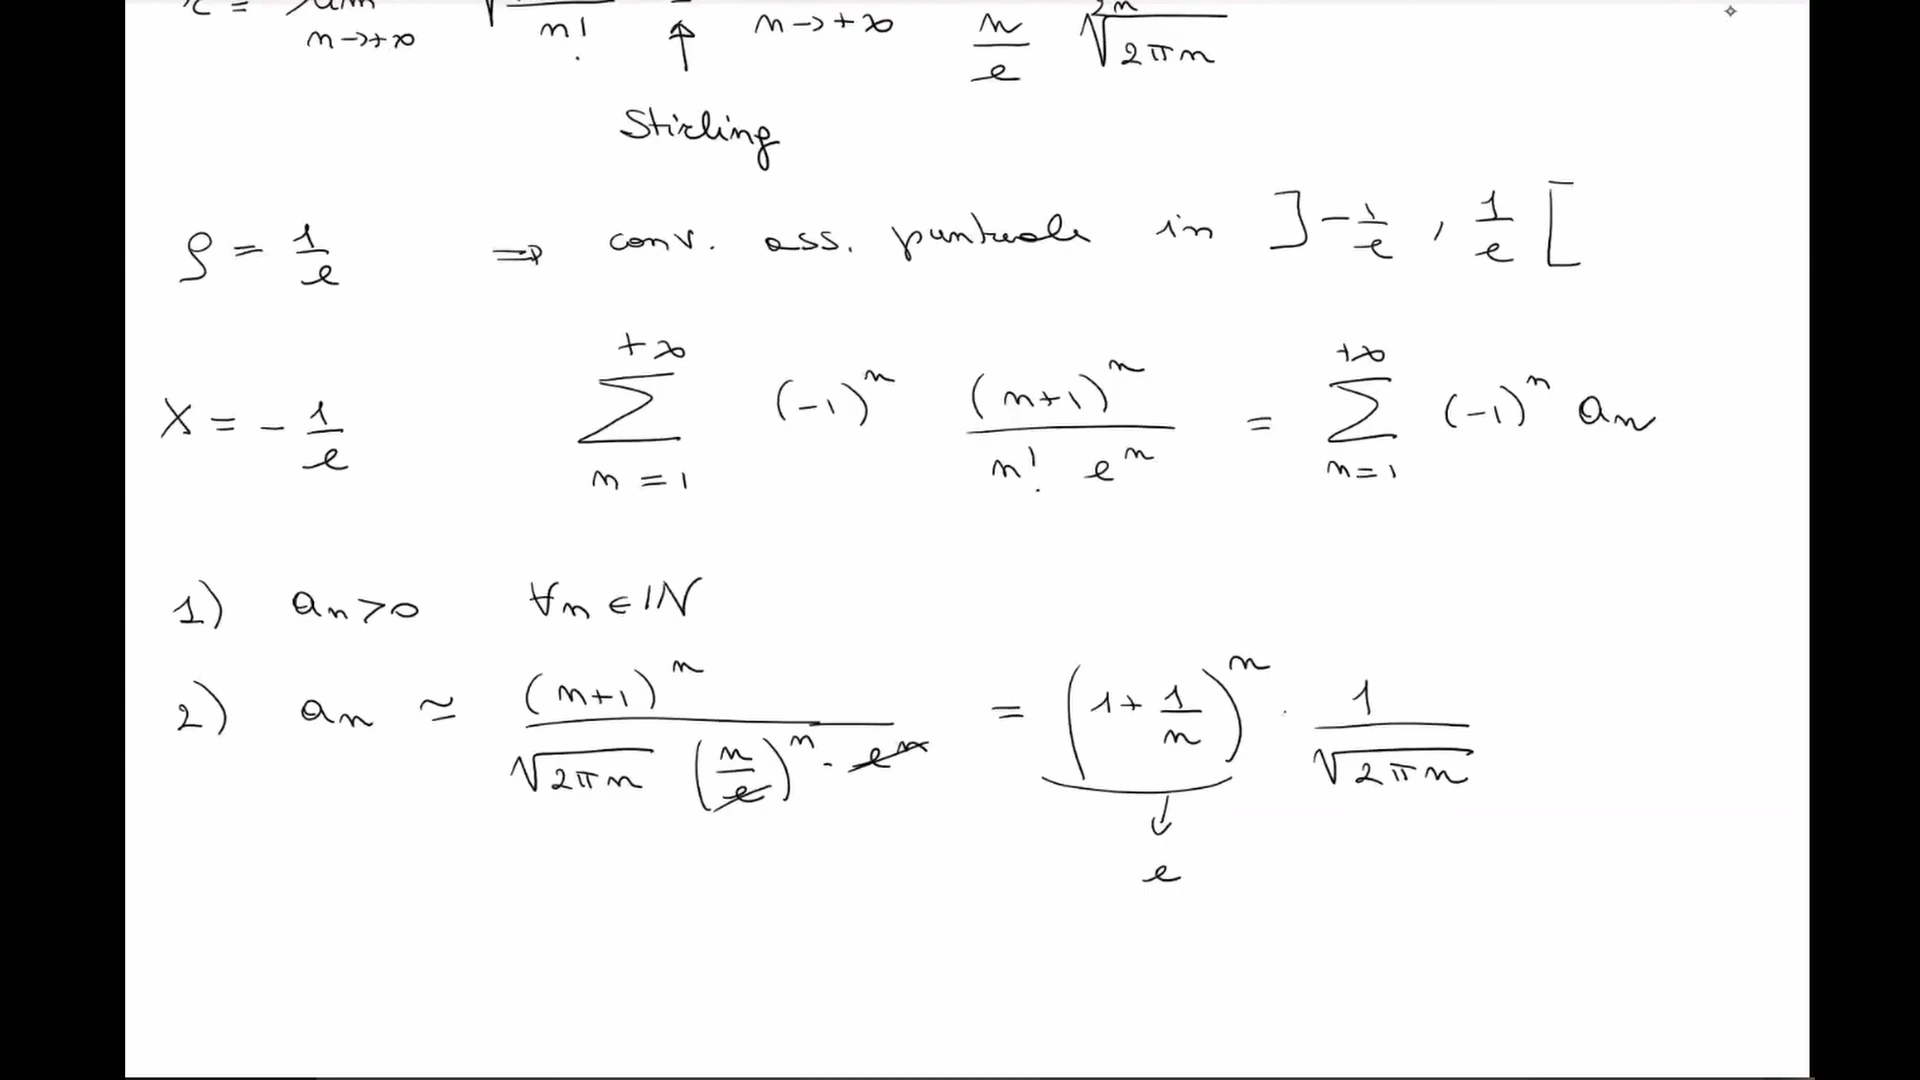 n→+∞ n! ↑ n→+∞ n/e 2n√(2πn)
Stirling
ρ = 1/e ⇒ conv. ass. puntuale in ]-1/e, 1/e[
x = -1/e ∑_{n=1}^{+∞} (-1)^n (n+1)^n / (n! e^n) = ∑_{n=1}^{+∞} (-1)^n a_n
1) a_n>0 ∀n∈ℕ
2) a_n ≃ (n+1)^n / (√(2πn) (n/e)^n · e^n) = (1+1/n)^n · 1/√(2πn)
↓
e